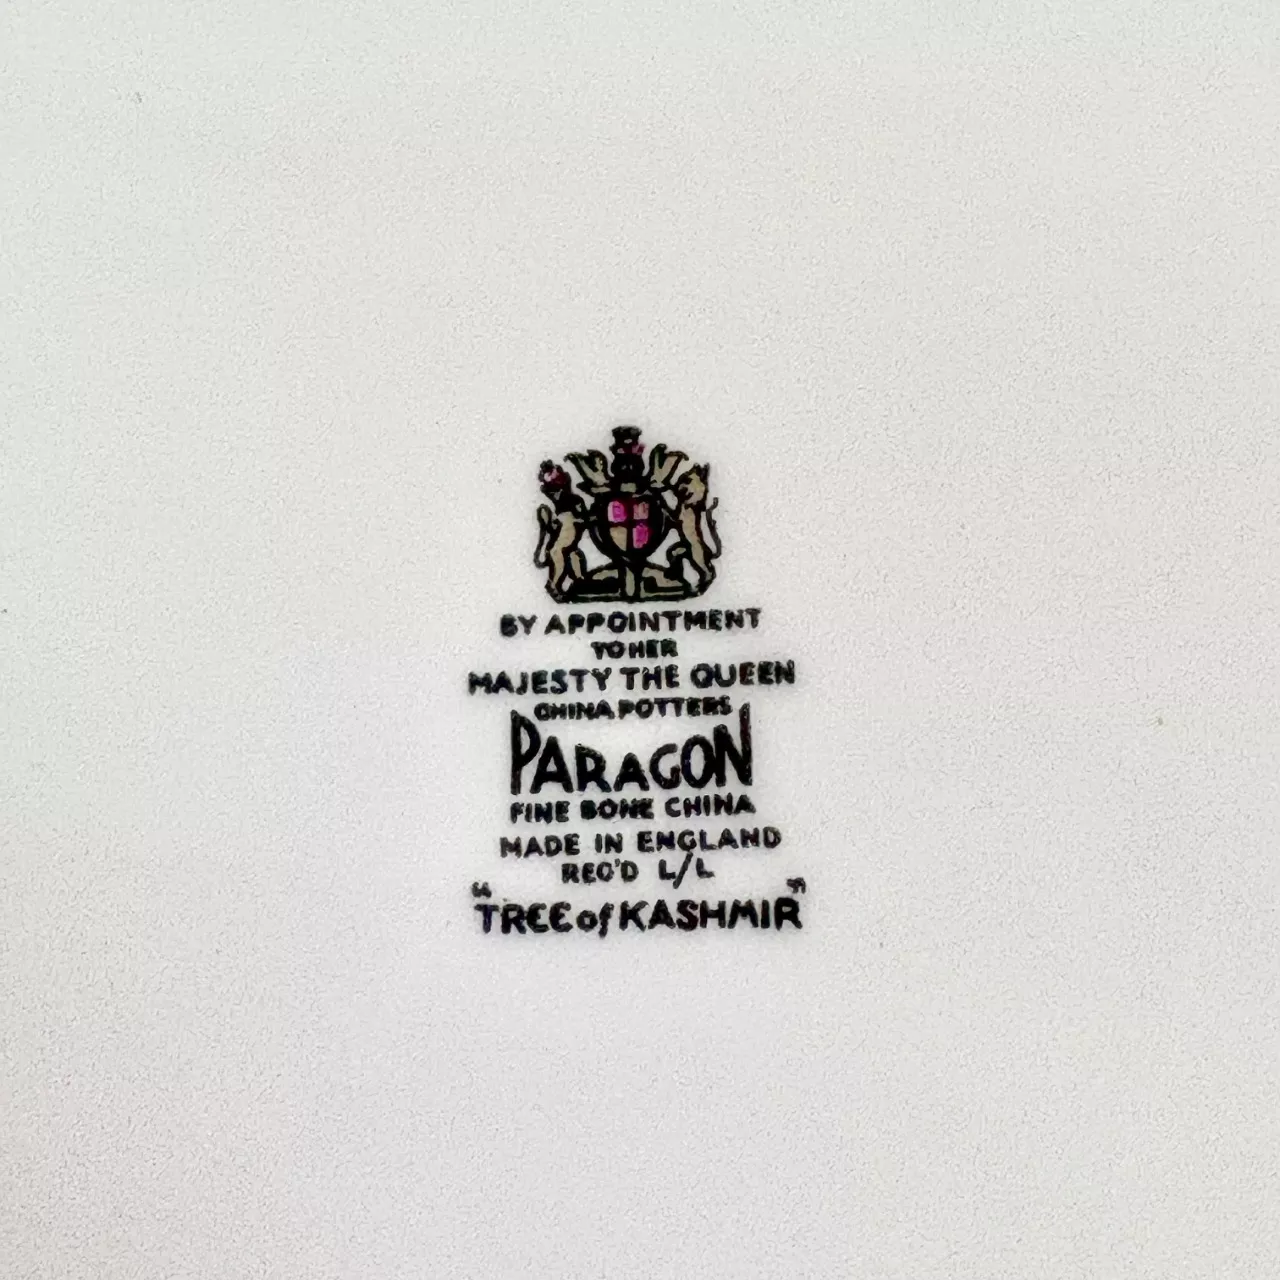 BY APPOINTMENT
TO HER
MAJESTY THE QUEEN
CHINA POTTERS
PARAGON
FINE BONE CHINA
MADE IN ENGLAND
REG'D L/L
"TREE of KASHMIR"